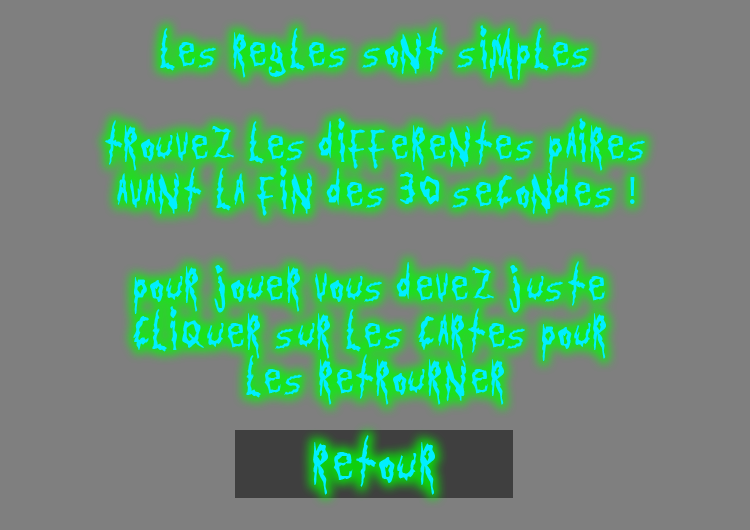 Les Regles sont simples
trouvez les differentes paires
avant la fin des 30 secondes !
pour jouer vous devez juste
cliquer sur les cartes pour
les retrourner
Retour